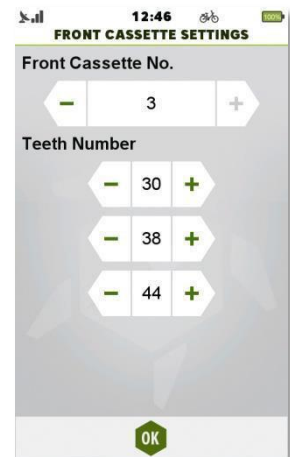 12:46 100%
FRONT CASSETTE SETTINGS
Front Cassette No.
− 3 +
Teeth Number
− 30 +
− 38 +
− 44 +
OK